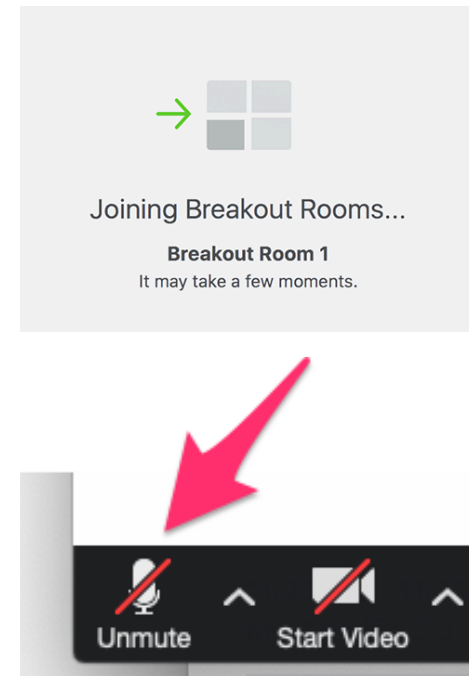 Joining Breakout Rooms...
Breakout Room 1
It may take a few moments.
Unmute Start Video